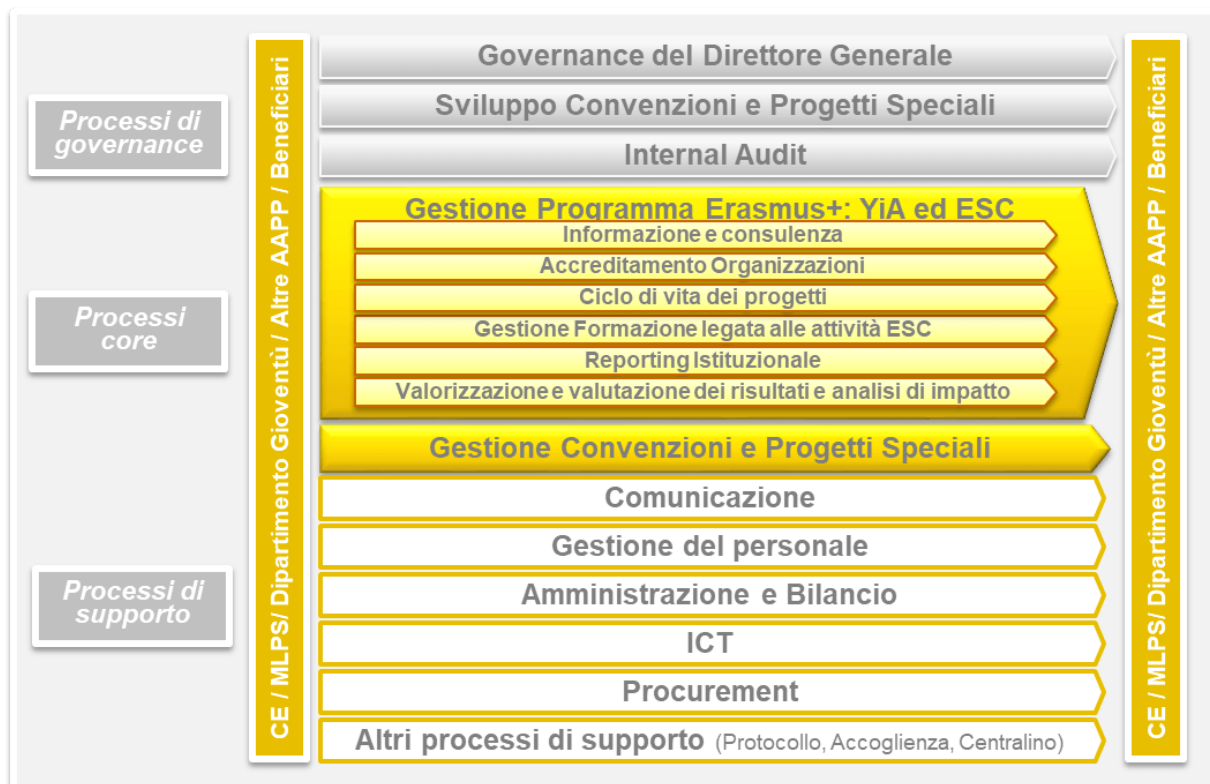 Governance del Direttore Generale
Sviluppo Convenzioni e Progetti Speciali
Internal Audit
Processi di
governance
CE / MLPS/ Dipartimento Gioventù / Altre AAPP / Beneficiari
Gestione Programma Erasmus+: YiA ed ESC
Informazione e consulenza
Accreditamento Organizzazioni
Ciclo di vita dei progetti
Gestione Formazione legata alle attività ESC
Reporting Istituzionale
Valorizzazione e valutazione dei risultati e analisi di impatto
Processi
core
Gestione Convenzioni e Progetti Speciali
Comunicazione
Gestione del personale
Amministrazione e Bilancio
ICT
Procurement
Altri processi di supporto (Protocollo, Accoglienza, Centralino)
Processi di
supporto
CE / MLPS/ Dipartimento Gioventù / Altre AAPP / Beneficiari